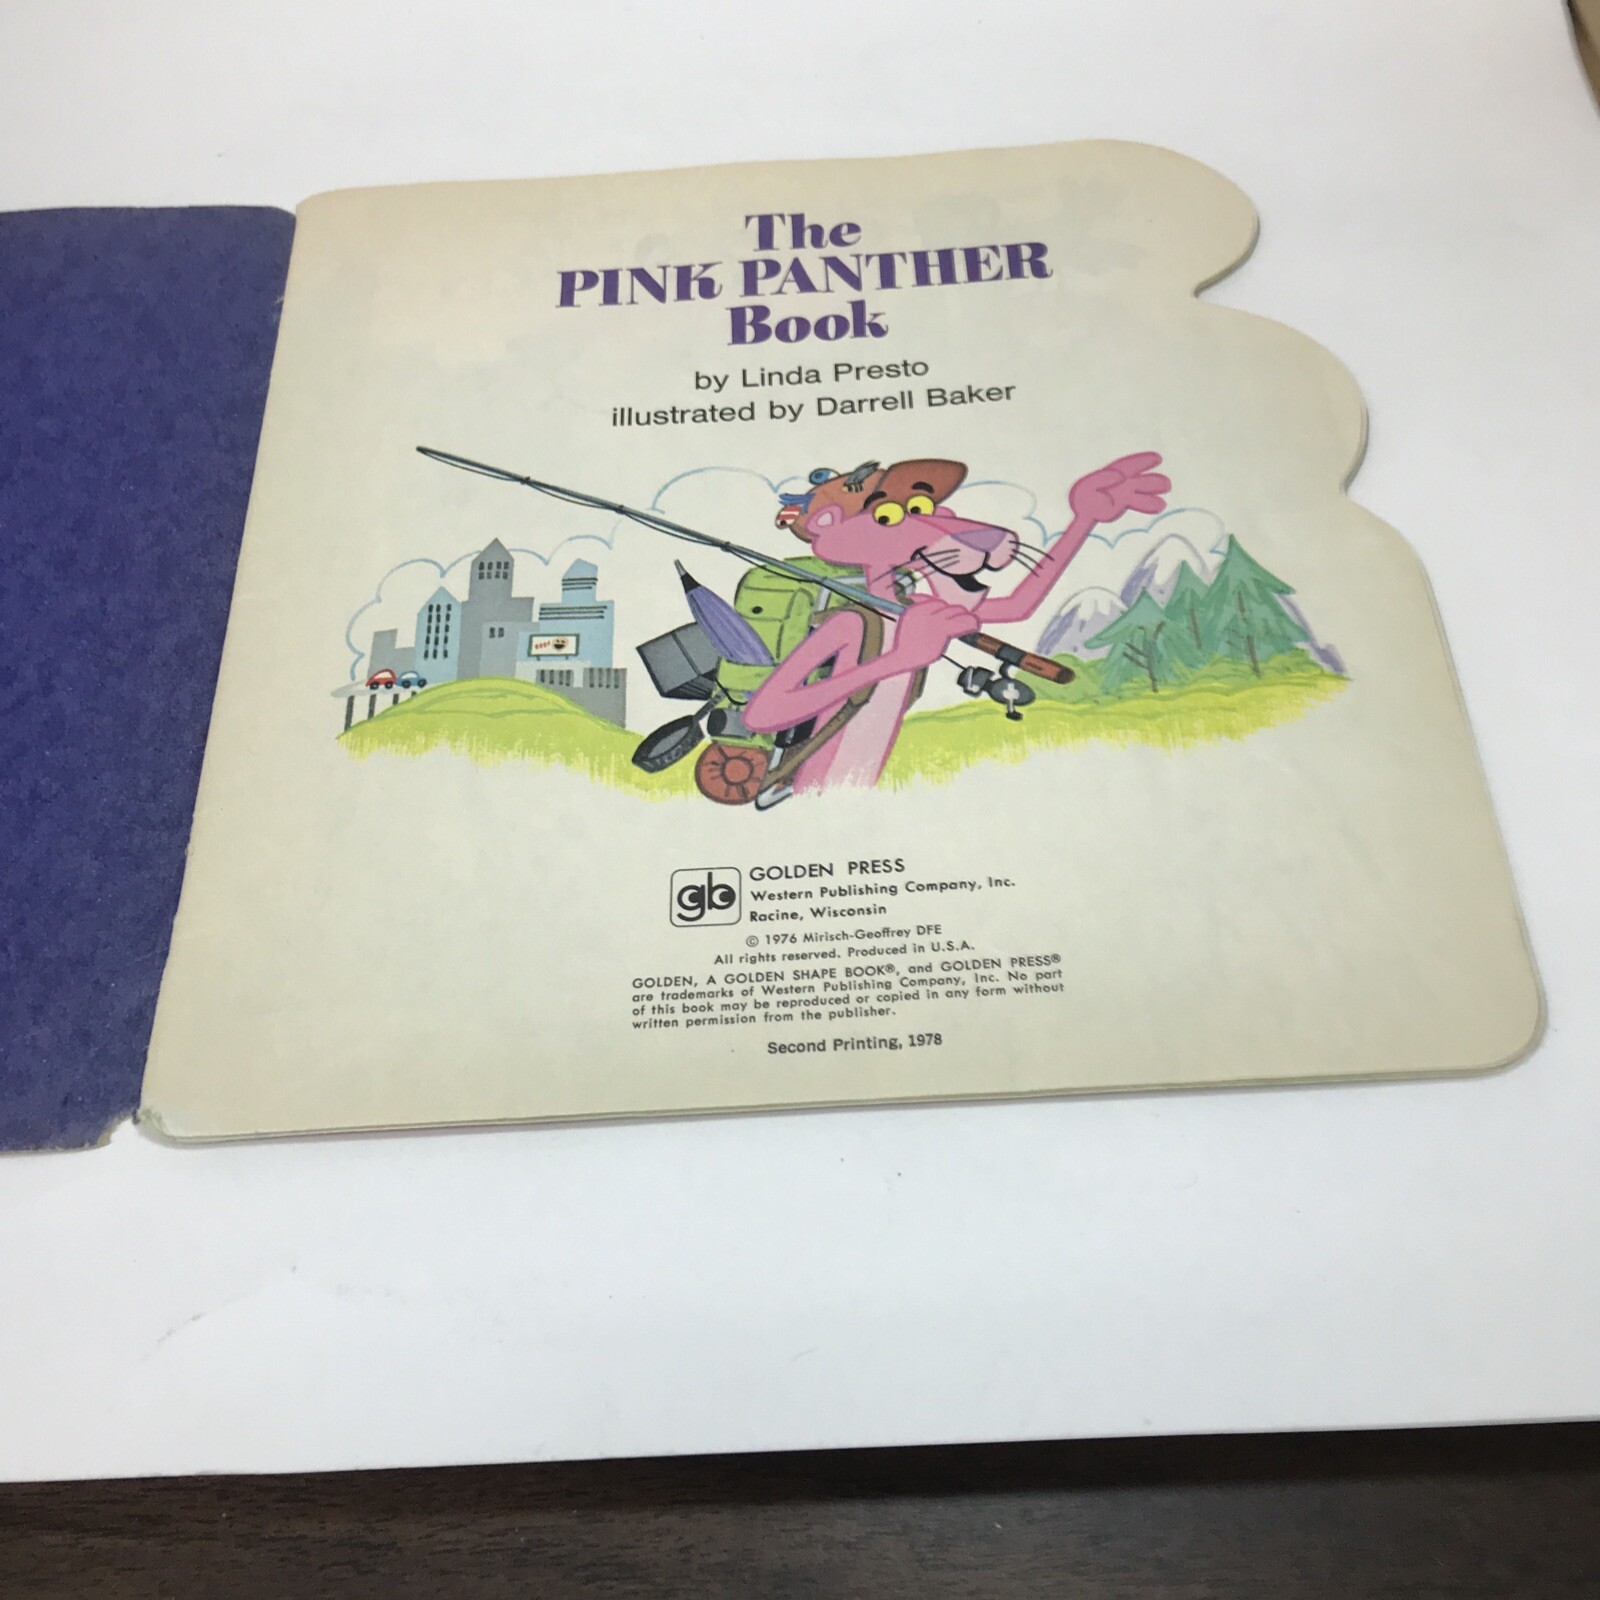 The
PINK PANTHER
Book
by Linda Presto
illustrated by Darrell Baker
gb
GOLDEN PRESS
Western Publishing Company, Inc.
Racine, Wisconsin
© 1976 Mirisch-Geoffrey DFE
All rights reserved. Produced in U.S.A.
GOLDEN, A GOLDEN SHAPE BOOK®, and GOLDEN PRESS®
are trademarks of Western Publishing Company, Inc. No part
of this book may be reproduced or copied in any form without
written permission from the publisher.
Second Printing, 1978